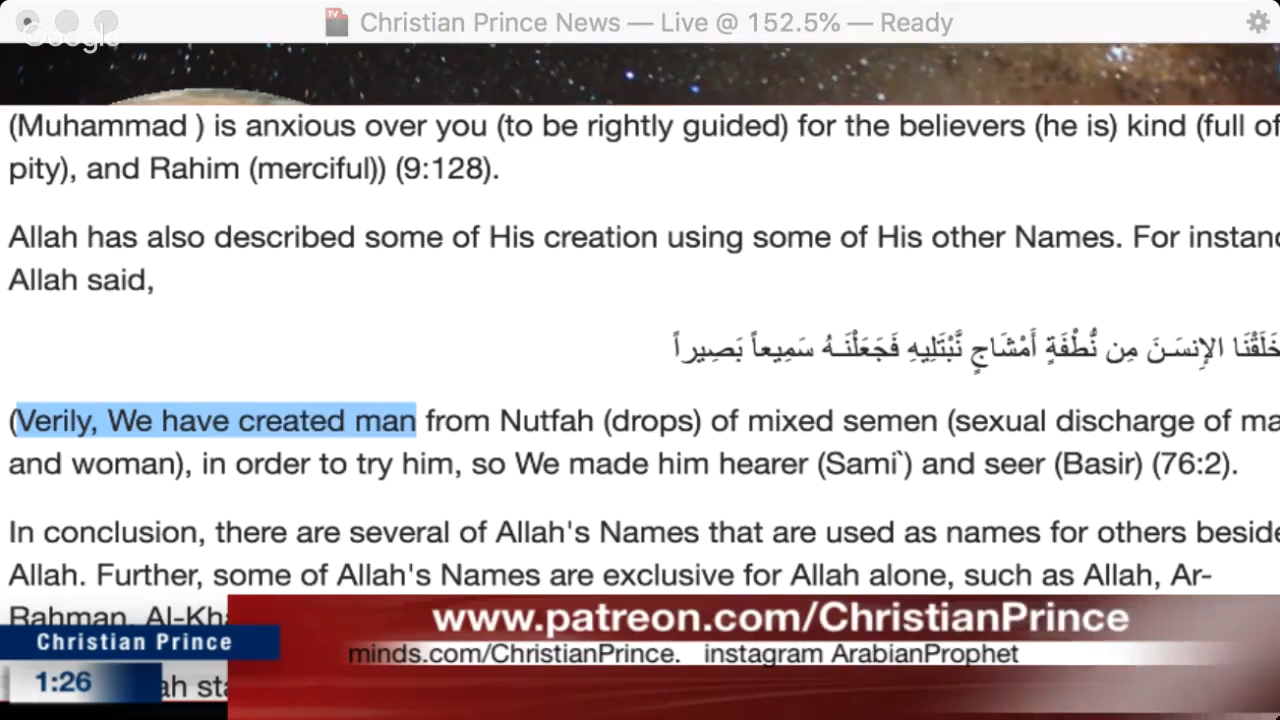 Christian Prince News — Live @ 152.5% — Ready
Google
(Muhammad ) is anxious over you (to be rightly guided) for the believers (he is) kind (full of
pity), and Rahim (merciful)) (9:128).
Allah has also described some of His creation using some of His other Names. For instanc
Allah said,
خَلَقْنَا الإِنسَـنَ مِن نُّطْفَةٍ أَمْشَاجٍ نَّبْتَلِيهِ فَجَعَلْنَـهُ سَمِيعاً بَصِيراً
(Verily, We have created man from Nutfah (drops) of mixed semen (sexual discharge of ma
and woman), in order to try him, so We made him hearer (Sami`) and seer (Basir) (76:2).
In conclusion, there are several of Allah's Names that are used as names for others beside
Allah. Further, some of Allah's Names are exclusive for Allah alone, such as Allah, Ar-
Rahman, Al-Kha
www.patreon.com/ChristianPrince
Christian Prince
minds.com/ChristianPrince. instagram ArabianProphet
1:26
ah sta